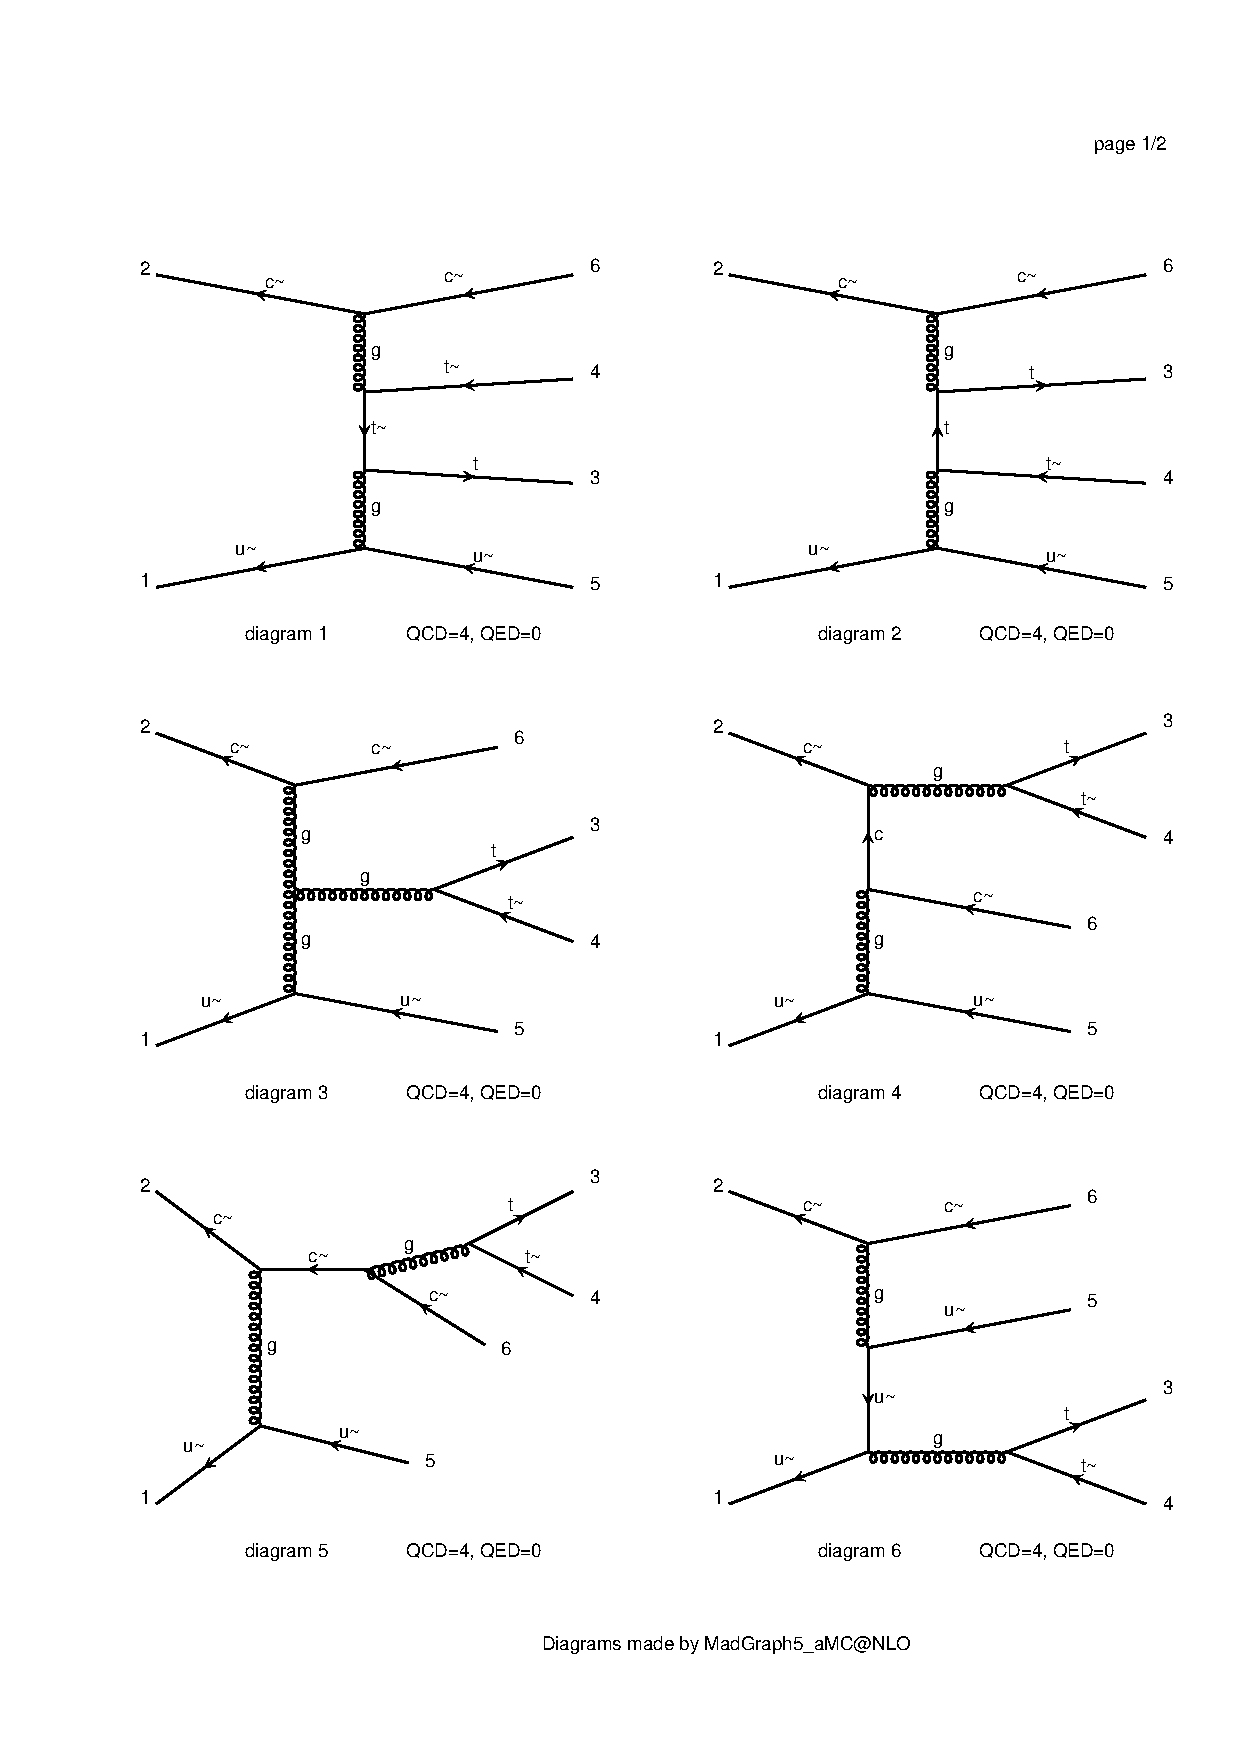 page 1/2
2 c~ c~ 6
g
t~ 4
t~
t 3
g
u~ u~
1 5
diagram 1 QCD=4, QED=0
2 c~ c~ 6
g
t 3
t
t~ 4
g
u~ u~
1 5
diagram 2 QCD=4, QED=0
2 c~ c~ 6
g
g t 3
t~ 4
g
u~ u~
1 5
diagram 3 QCD=4, QED=0
2 c~ g t 3
t~ 4
c
c~ 6
g
u~ u~
1 5
diagram 4 QCD=4, QED=0
2 c~ t 3
c~ g t~ 4
c~ 6
g
u~ u~ 5
1
diagram 5 QCD=4, QED=0
2 c~ c~ 6
g
u~ 5
u~
t 3
g t~ 4
u~
1
diagram 6 QCD=4, QED=0
Diagrams made by MadGraph5_aMC@NLO